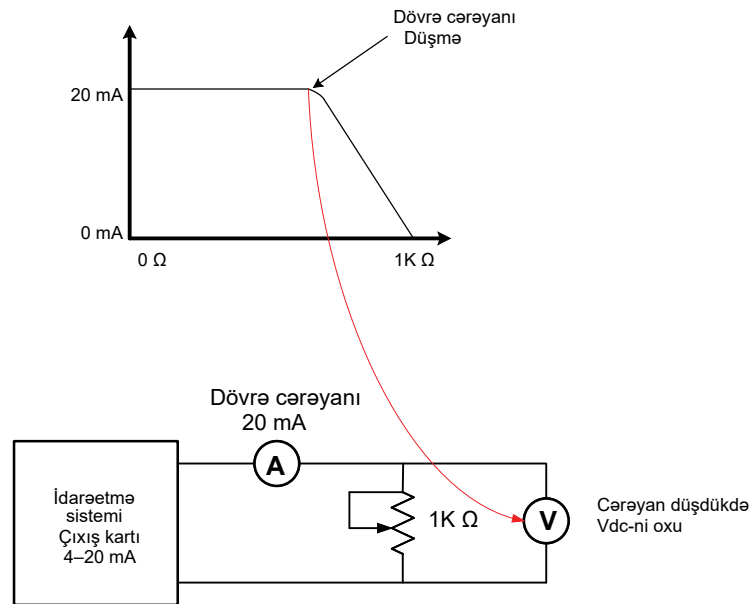 Dövrə cərəyanı
Düşmə
20 mA
0 mA
0 Ω
1K Ω
Dövrə cərəyanı
20 mA
A
İdarəetmə
sistemi
Çıxış kartı
4–20 mA
1K Ω
V
Cərəyan düşdükdə
Vdc-ni oxu